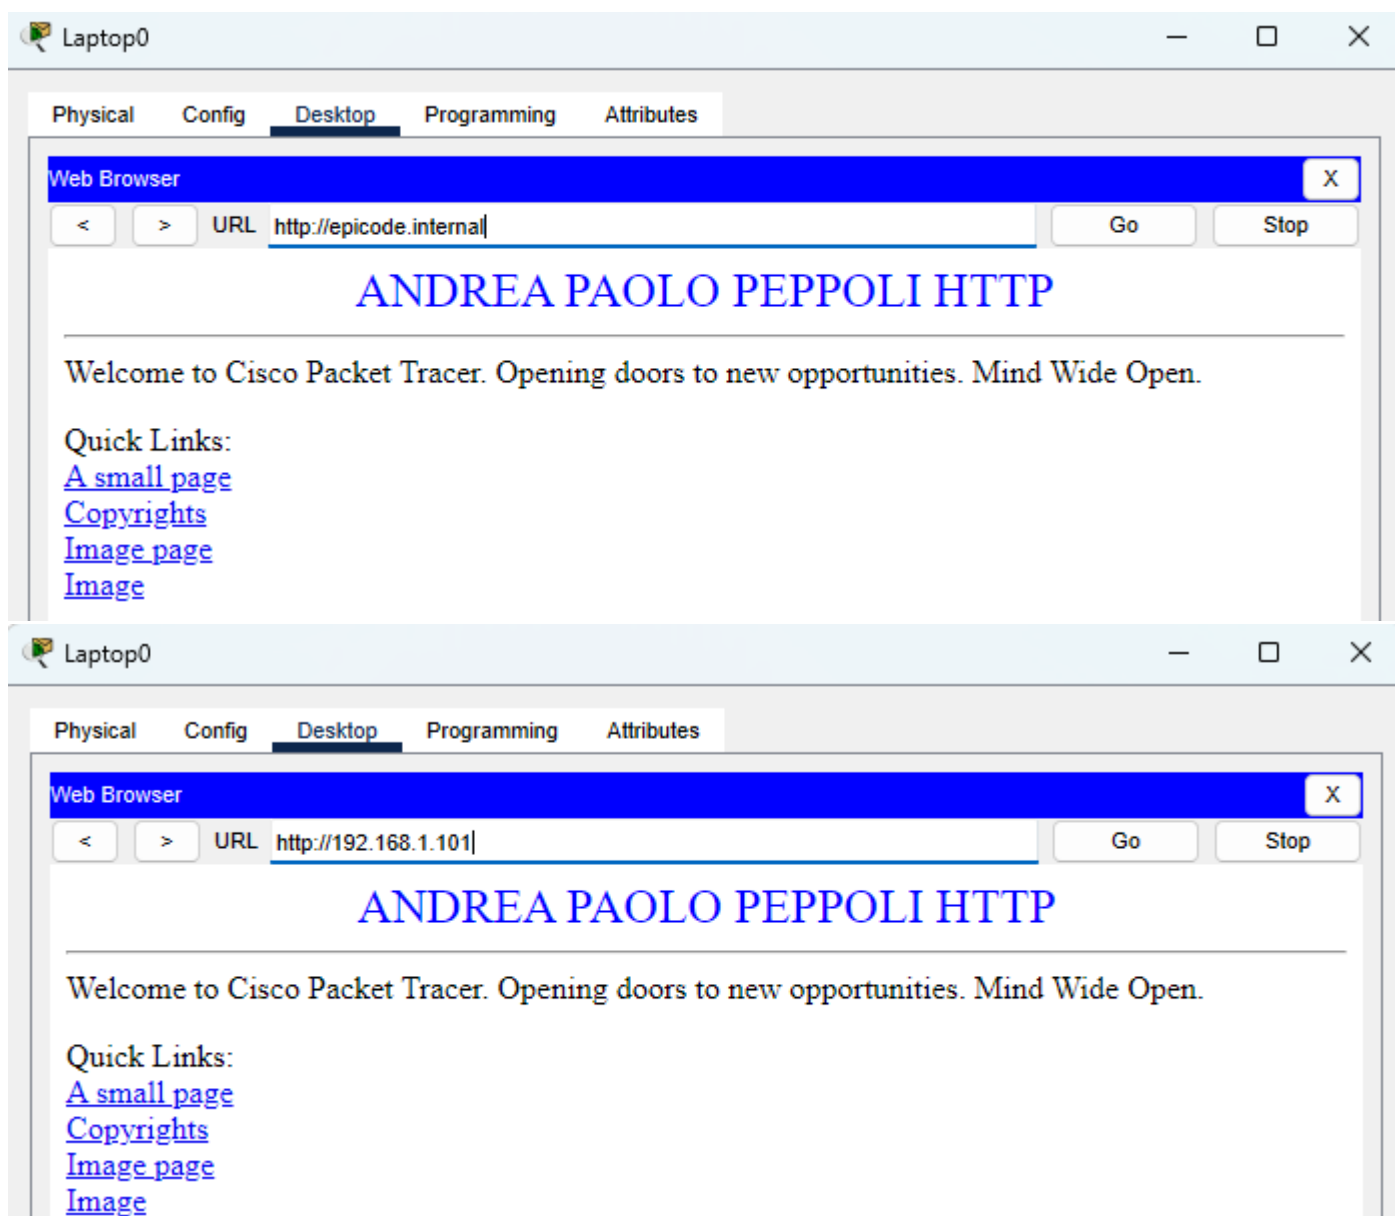 Laptop0
Physical Config Desktop Programming Attributes
Web Browser X
< > URL http://epicode.internal Go Stop
ANDREA PAOLO PEPPOLI HTTP
Welcome to Cisco Packet Tracer. Opening doors to new opportunities. Mind Wide Open.
Quick Links:
A small page
Copyrights
Image page
Image
Laptop0
Physical Config Desktop Programming Attributes
Web Browser X
< > URL http://192.168.1.101 Go Stop
ANDREA PAOLO PEPPOLI HTTP
Welcome to Cisco Packet Tracer. Opening doors to new opportunities. Mind Wide Open.
Quick Links:
A small page
Copyrights
Image page
Image